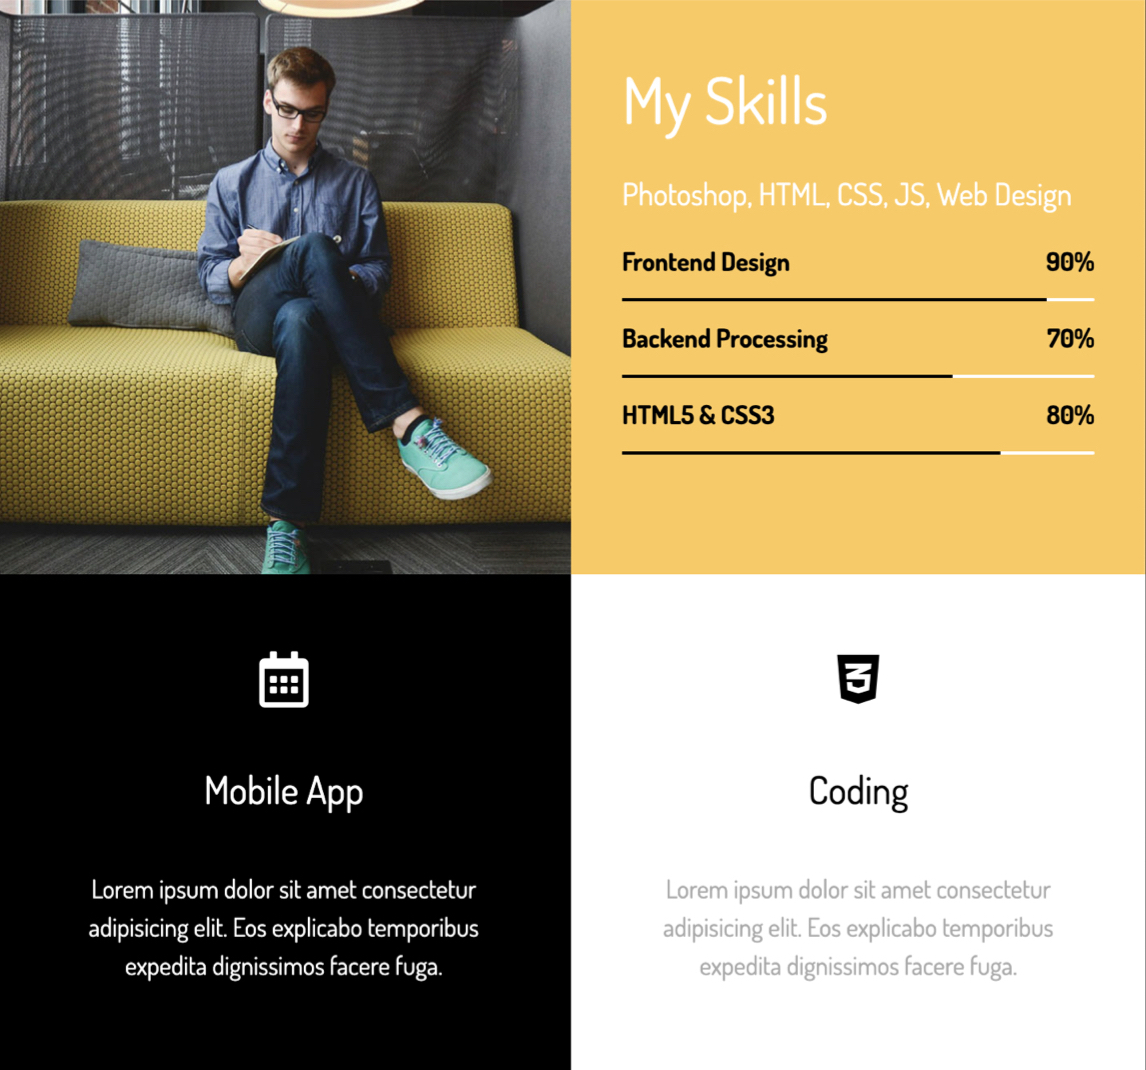 My Skills
Photoshop, HTML, CSS, JS, Web Design
Frontend Design 90%
Backend Processing 70%
HTML5 & CSS3 80%
Mobile App
Lorem ipsum dolor sit amet consectetur
adipisicing elit. Eos explicabo temporibus
expedita dignissimos facere fuga.
Coding
Lorem ipsum dolor sit amet consectetur
adipisicing elit. Eos explicabo temporibus
expedita dignissimos facere fuga.